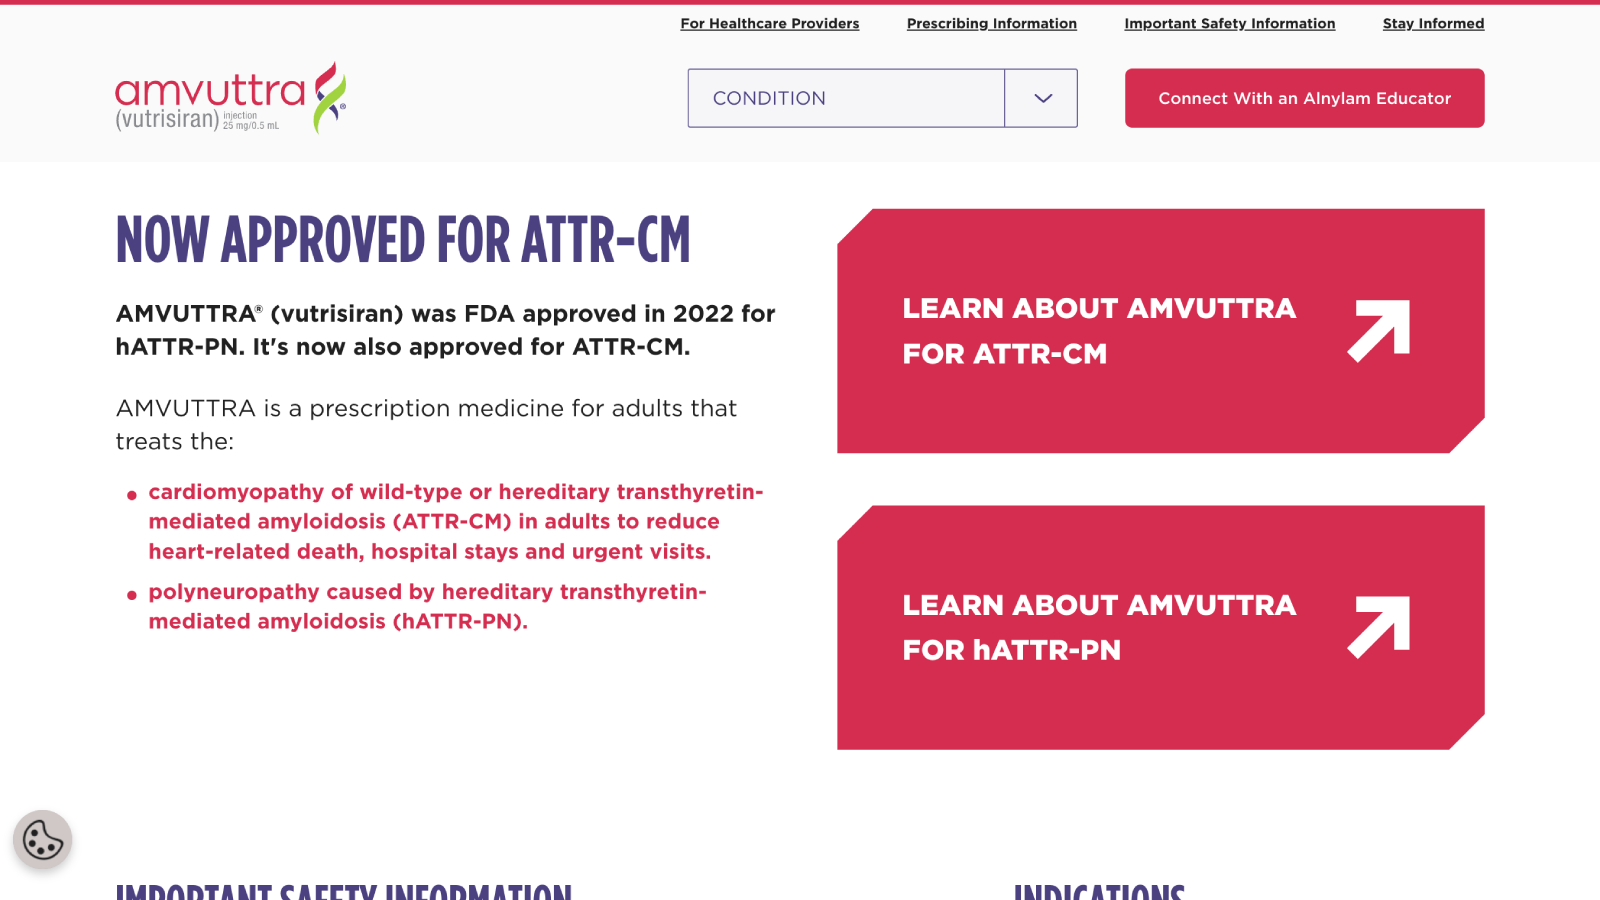 For Healthcare Providers
Prescribing Information
Important Safety Information
Stay Informed
amvuttra®
(vutrisiran) injection
25 mg/0.5 mL
CONDITION
Connect With an Alnylam Educator
NOW APPROVED FOR ATTR-CM
AMVUTTRA® (vutrisiran) was FDA approved in 2022 for
hATTR-PN. It's now also approved for ATTR-CM.
AMVUTTRA is a prescription medicine for adults that
treats the:
• cardiomyopathy of wild-type or hereditary transthyretin-
mediated amyloidosis (ATTR-CM) in adults to reduce
heart-related death, hospital stays and urgent visits.
• polyneuropathy caused by hereditary transthyretin-
mediated amyloidosis (hATTR-PN).
LEARN ABOUT AMVUTTRA
FOR ATTR-CM
LEARN ABOUT AMVUTTRA
FOR hATTR-PN
IMPORTANT SAFETY INFORMATION
INDICATIONS